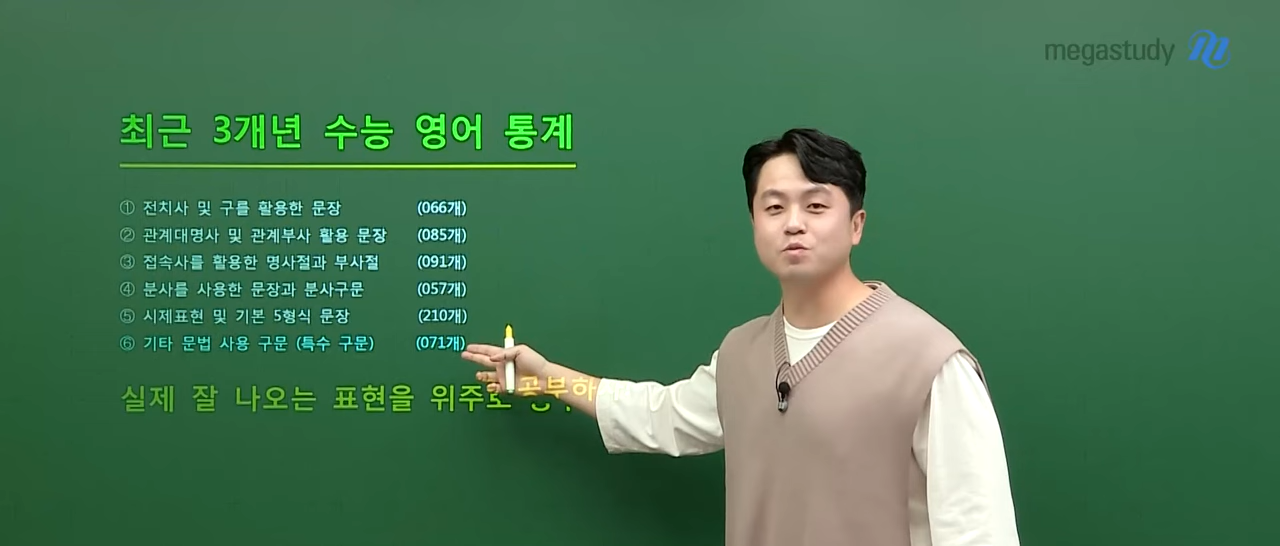 megastudy
최근 3개년 수능 영어 통계
① 전치사 및 구를 활용한 문장 (066개)
② 관계대명사 및 관계부사 활용 문장 (085개)
③ 접속사를 활용한 명사절과 부사절 (091개)
④ 분사를 사용한 문장과 분사구문 (057개)
⑤ 시제표현 및 기본 5형식 문장 (210개)
⑥ 기타 문법 사용 구문 (특수 구문) (071개)
실제 잘 나오는 표현을 위주로 공부하